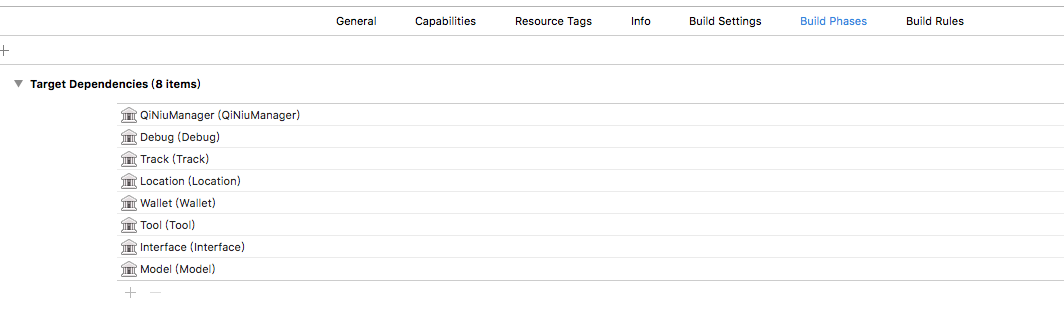 General Capabilities Resource Tags Info Build Settings Build Phases Build Rules
Target Dependencies (8 items)
QiNiuManager (QiNiuManager)
Debug (Debug)
Track (Track)
Location (Location)
Wallet (Wallet)
Tool (Tool)
Interface (Interface)
Model (Model)